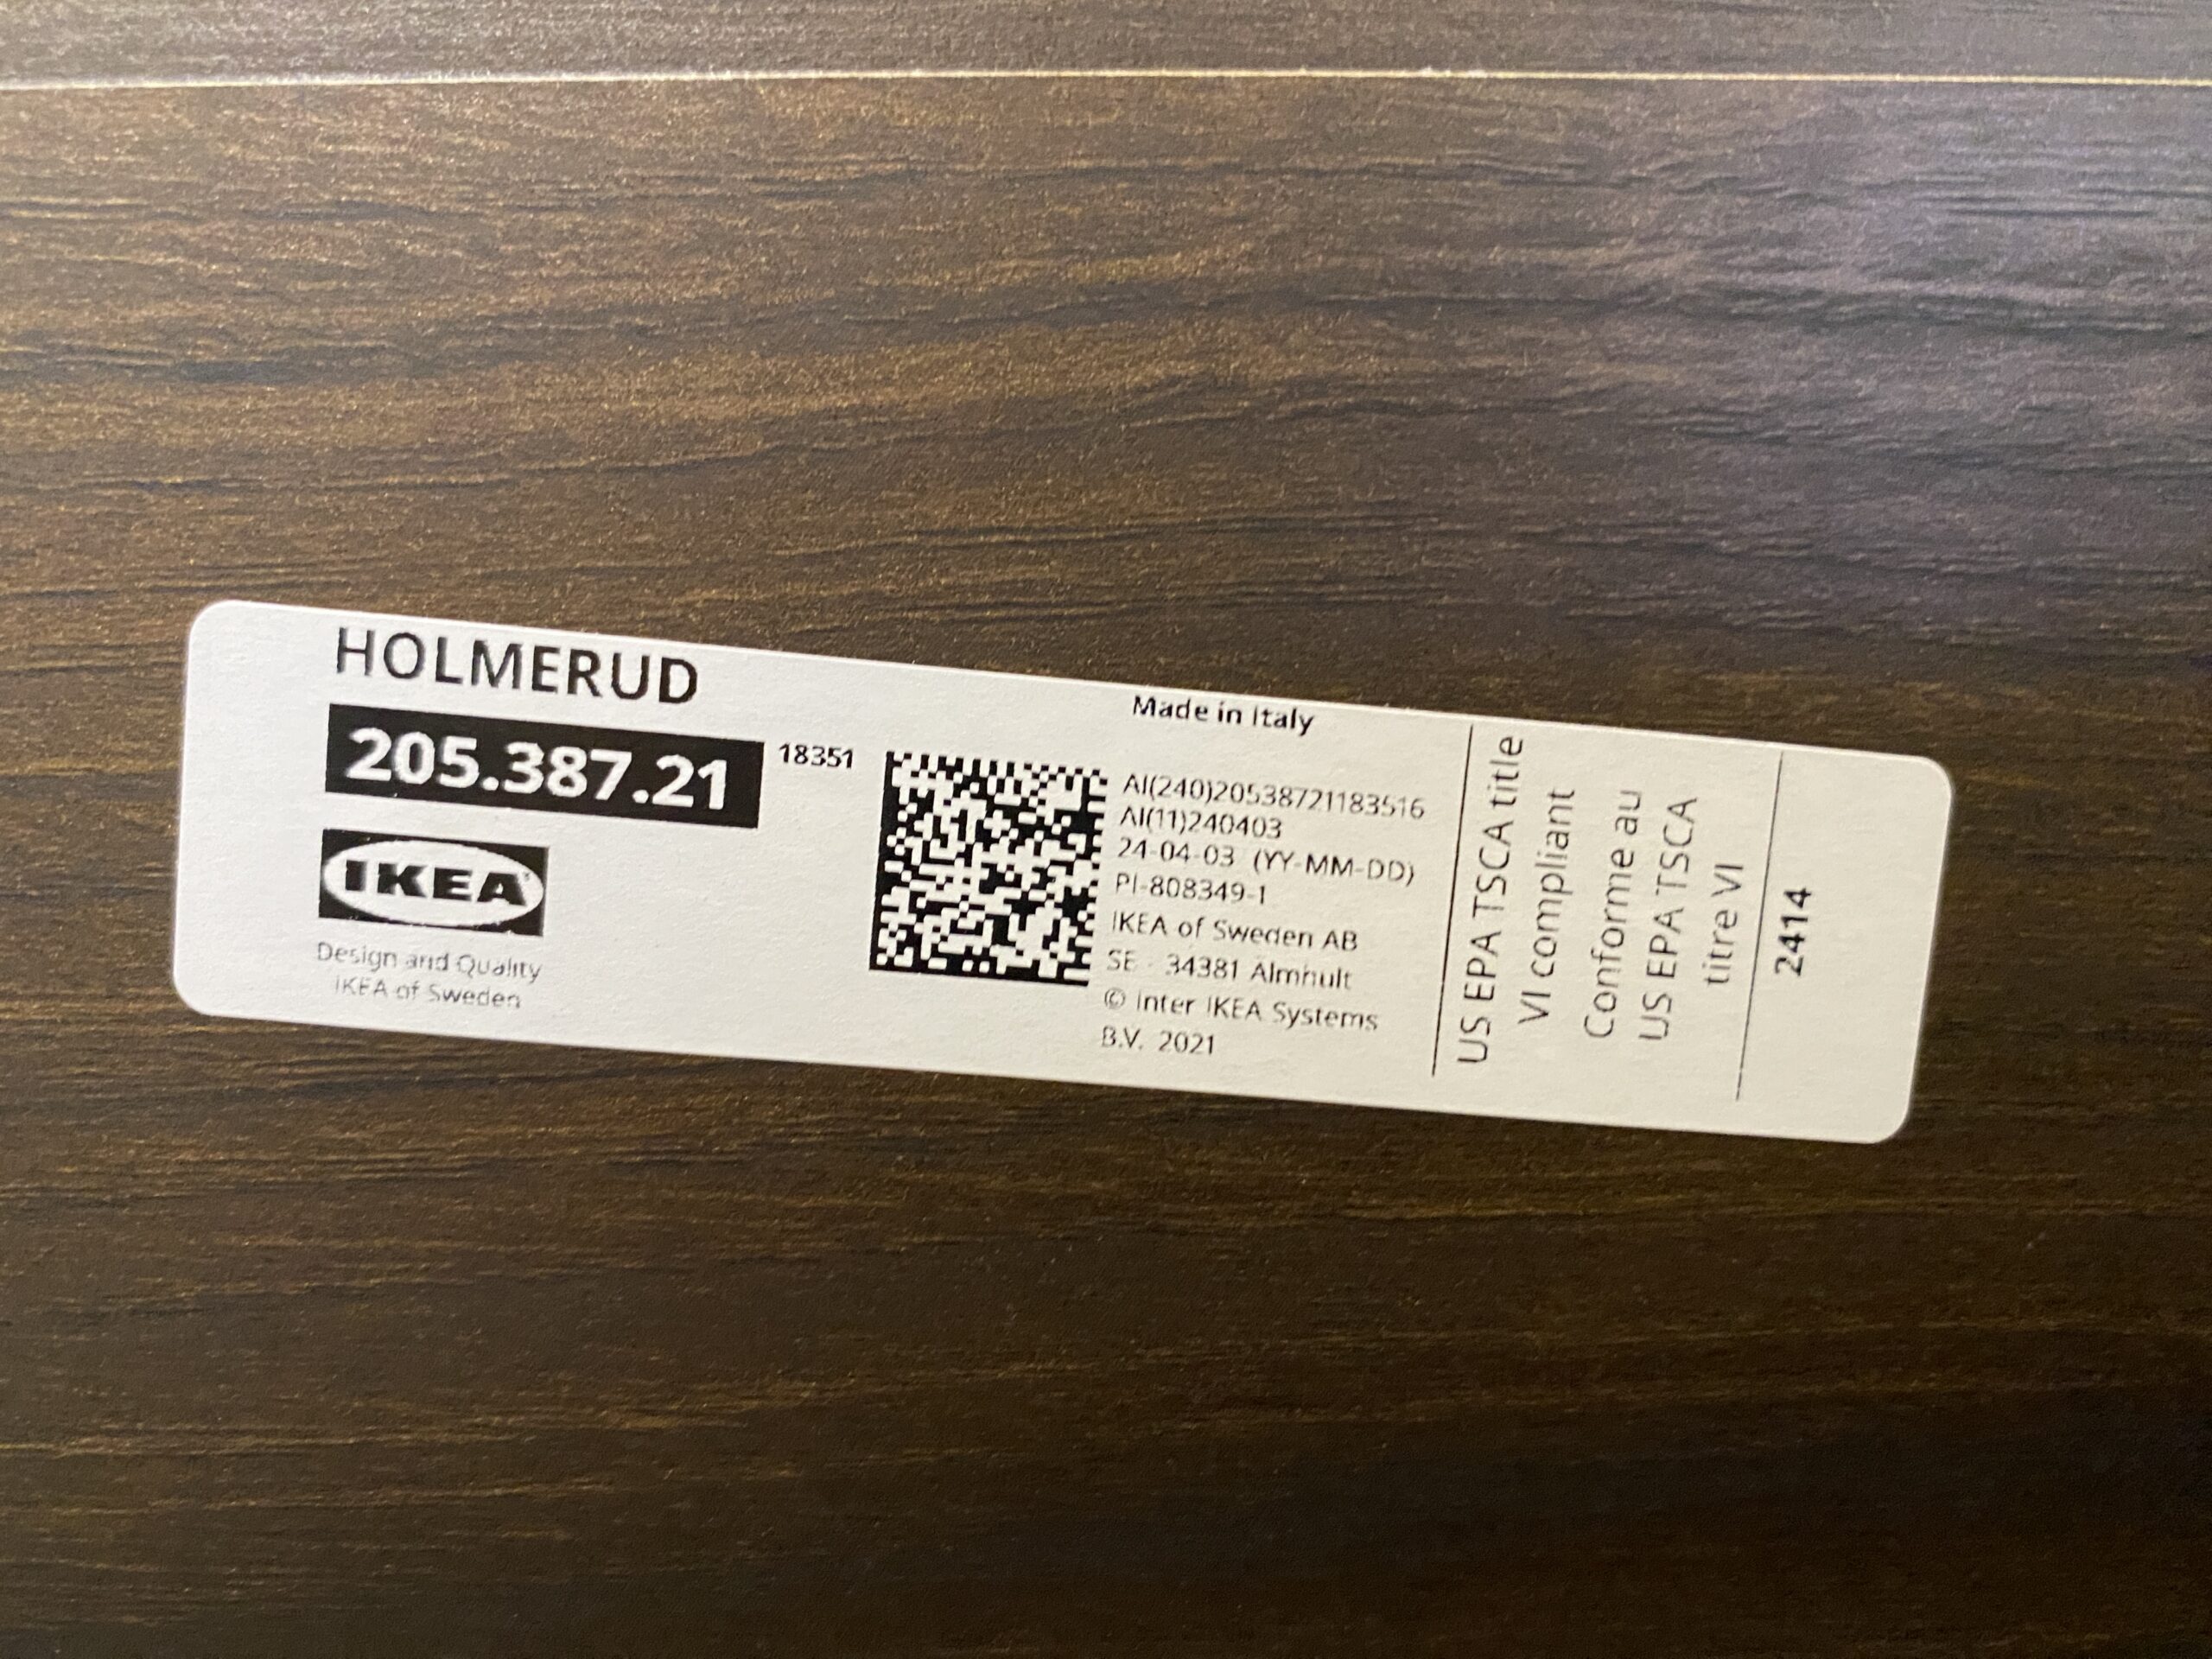 HOLMERUD
205.387.21
18351
IKEA
Design and Quality
IKEA of Sweden
Made in Italy
AI(240)20538721183516
AI(11)240403
24-04-03 (YY-MM-DD)
PI-808349-1
IKEA of Sweden AB
SE - 34381 Älmhult
© Inter IKEA Systems
B.V. 2021
US EPA TSCA title
VI compliant
Conforme au
US EPA TSCA
titre VI
2414